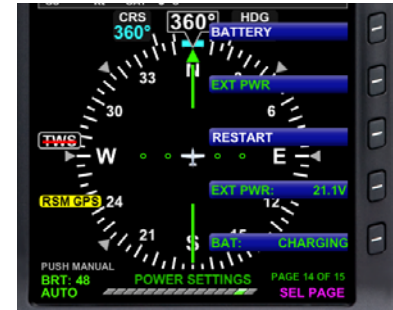 CRS
360°
360°
HDG
BATTERY
N
33
EXT PWR
30
6
TWS
RESTART
W
E
RSM GPS
24
EXT PWR: 21.1V
12
21
S
15
BAT: CHARGING
PUSH MANUAL
BRT: 48
AUTO
POWER SETTINGS
PAGE 14 OF 15
SEL PAGE